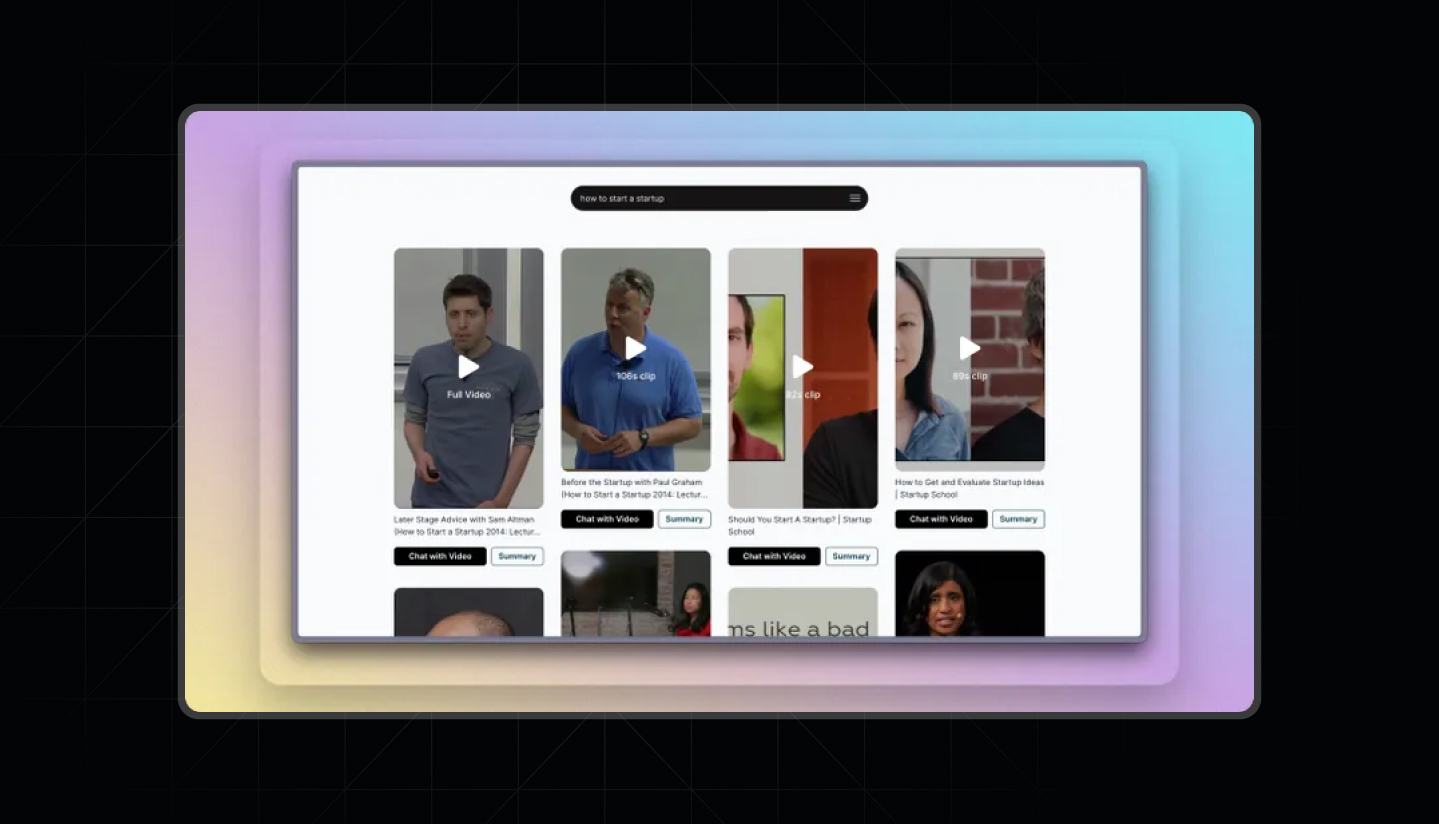 how to start a startup
Full Video
106s clip
82s clip
89s clip
Later Stage Advice with Sam Altman
(How to Start a Startup 2014: Lectur...
Chat with Video
Summary
Before the Startup with Paul Graham
(How to Start a Startup 2014: Lectur...
Chat with Video
Summary
Should You Start A Startup? | Startup
School
Chat with Video
Summary
How to Get and Evaluate Startup Ideas
| Startup School
Chat with Video
Summary
ms like a bad